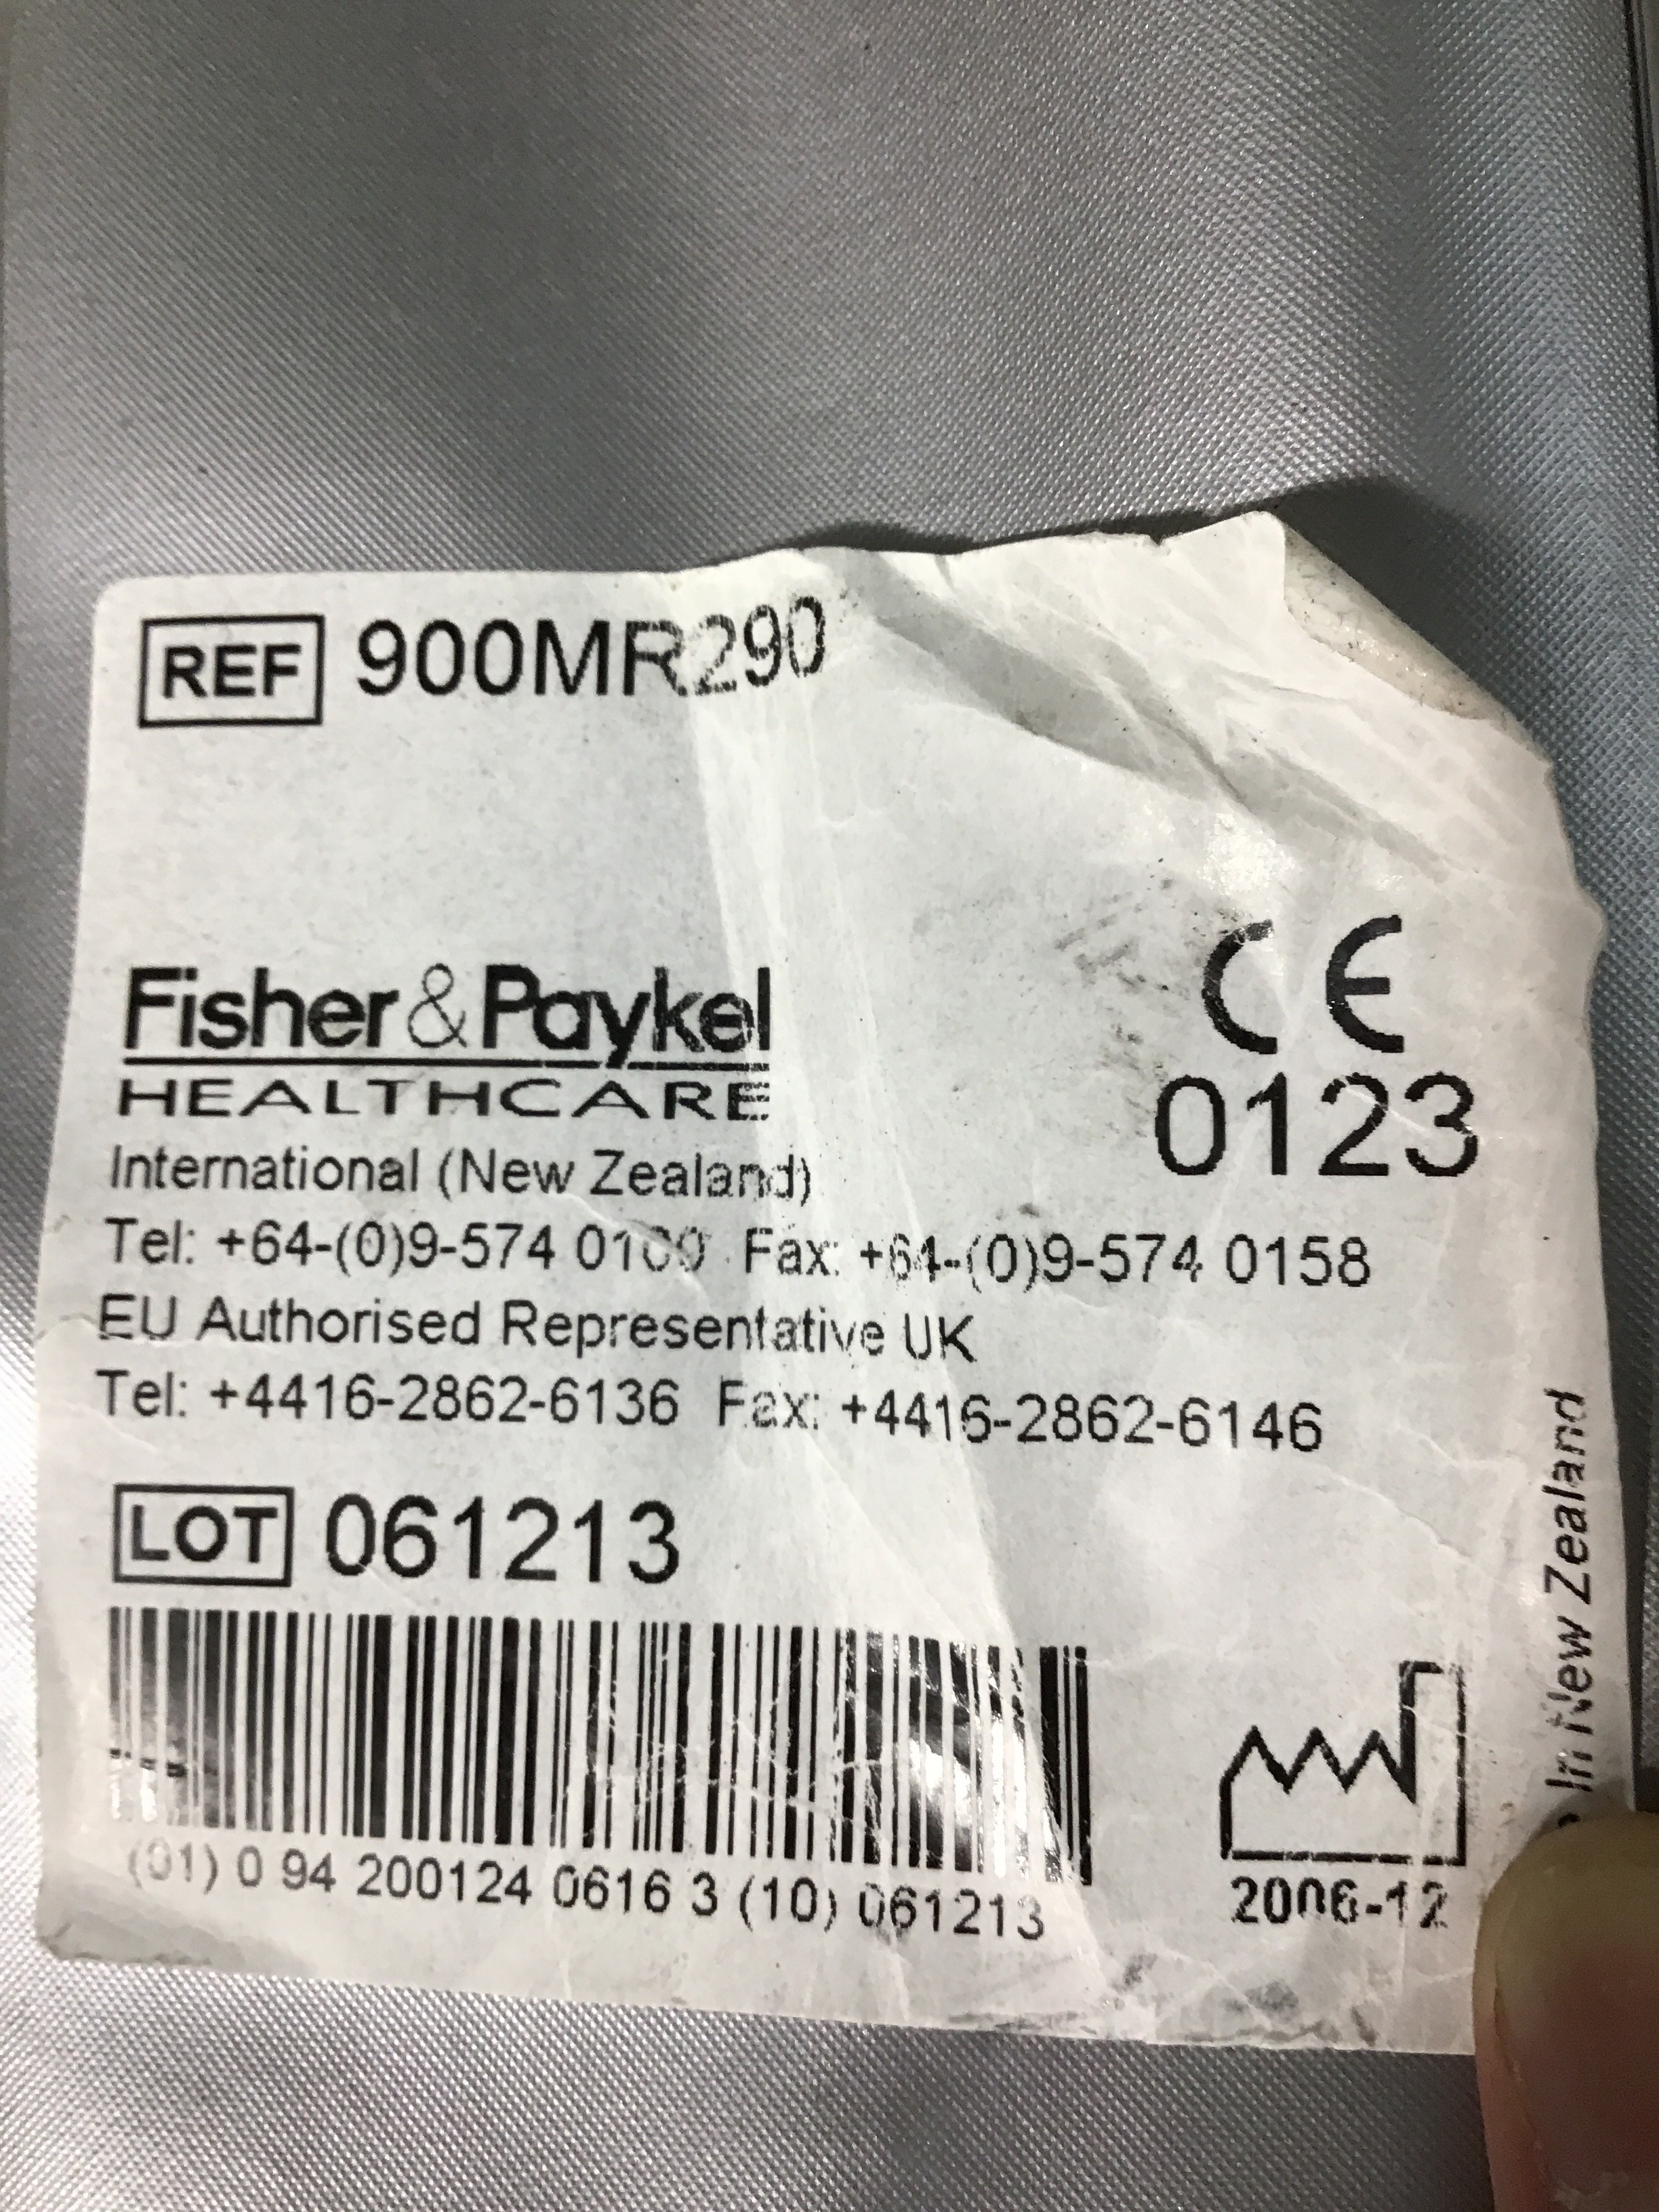 REF 900MR290
Fisher & Paykel
HEALTHCARE
CE
0123
International (New Zealand)
Tel: +64-(0)9-574 0100 Fax: +64-(0)9-574 0158
EU Authorised Representative UK
Tel: +4416-2862-6136 Fax: +4416-2862-6146
LOT 061213
(01) 0 94 200124 0616 3 (10) 061213
2006-12
In New Zealand